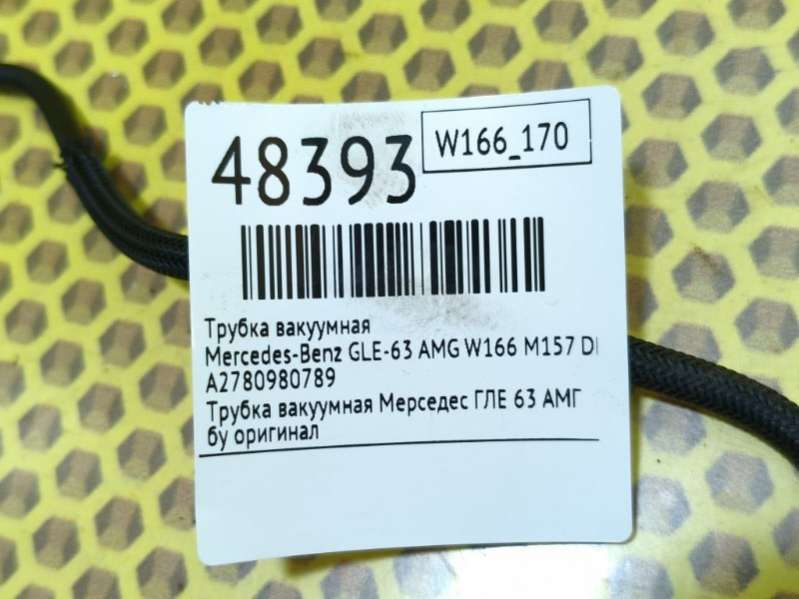 48393
W166_170
Трубка вакуумная
Mercedes-Benz GLE-63 AMG W166 M157
A2780980789
Трубка вакуумная Мерседес ГЛЕ 63 АМГ
бу оригинал